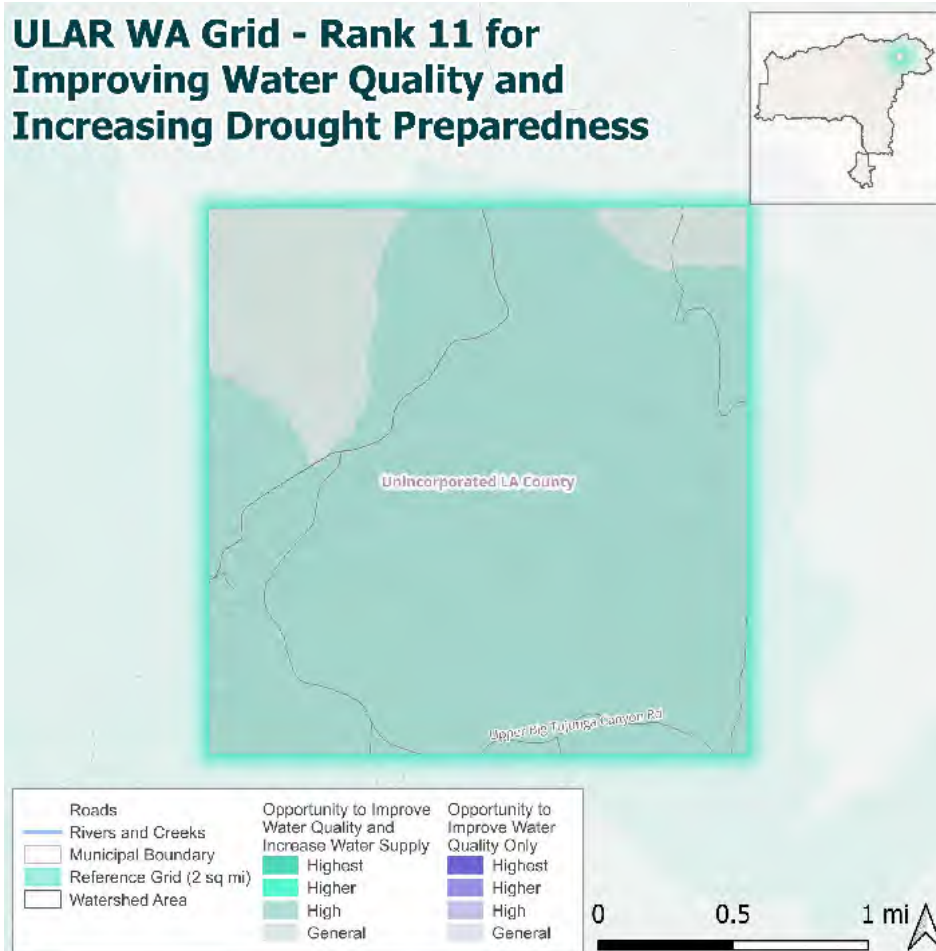 ULAR WA Grid - Rank 11 for
Improving Water Quality and
Increasing Drought Preparedness
Unincorporated LA County
Upper Big Tujunga Canyon Rd
Roads
Rivers and Creeks
Municipal Boundary
Reference Grid (2 sq mi)
Watershed Area
Opportunity to Improve
Water Quality and
Increase Water Supply
Highest
Higher
High
General
Opportunity to
Improve Water
Quality Only
Highest
Higher
High
General
0 0.5 1 mi